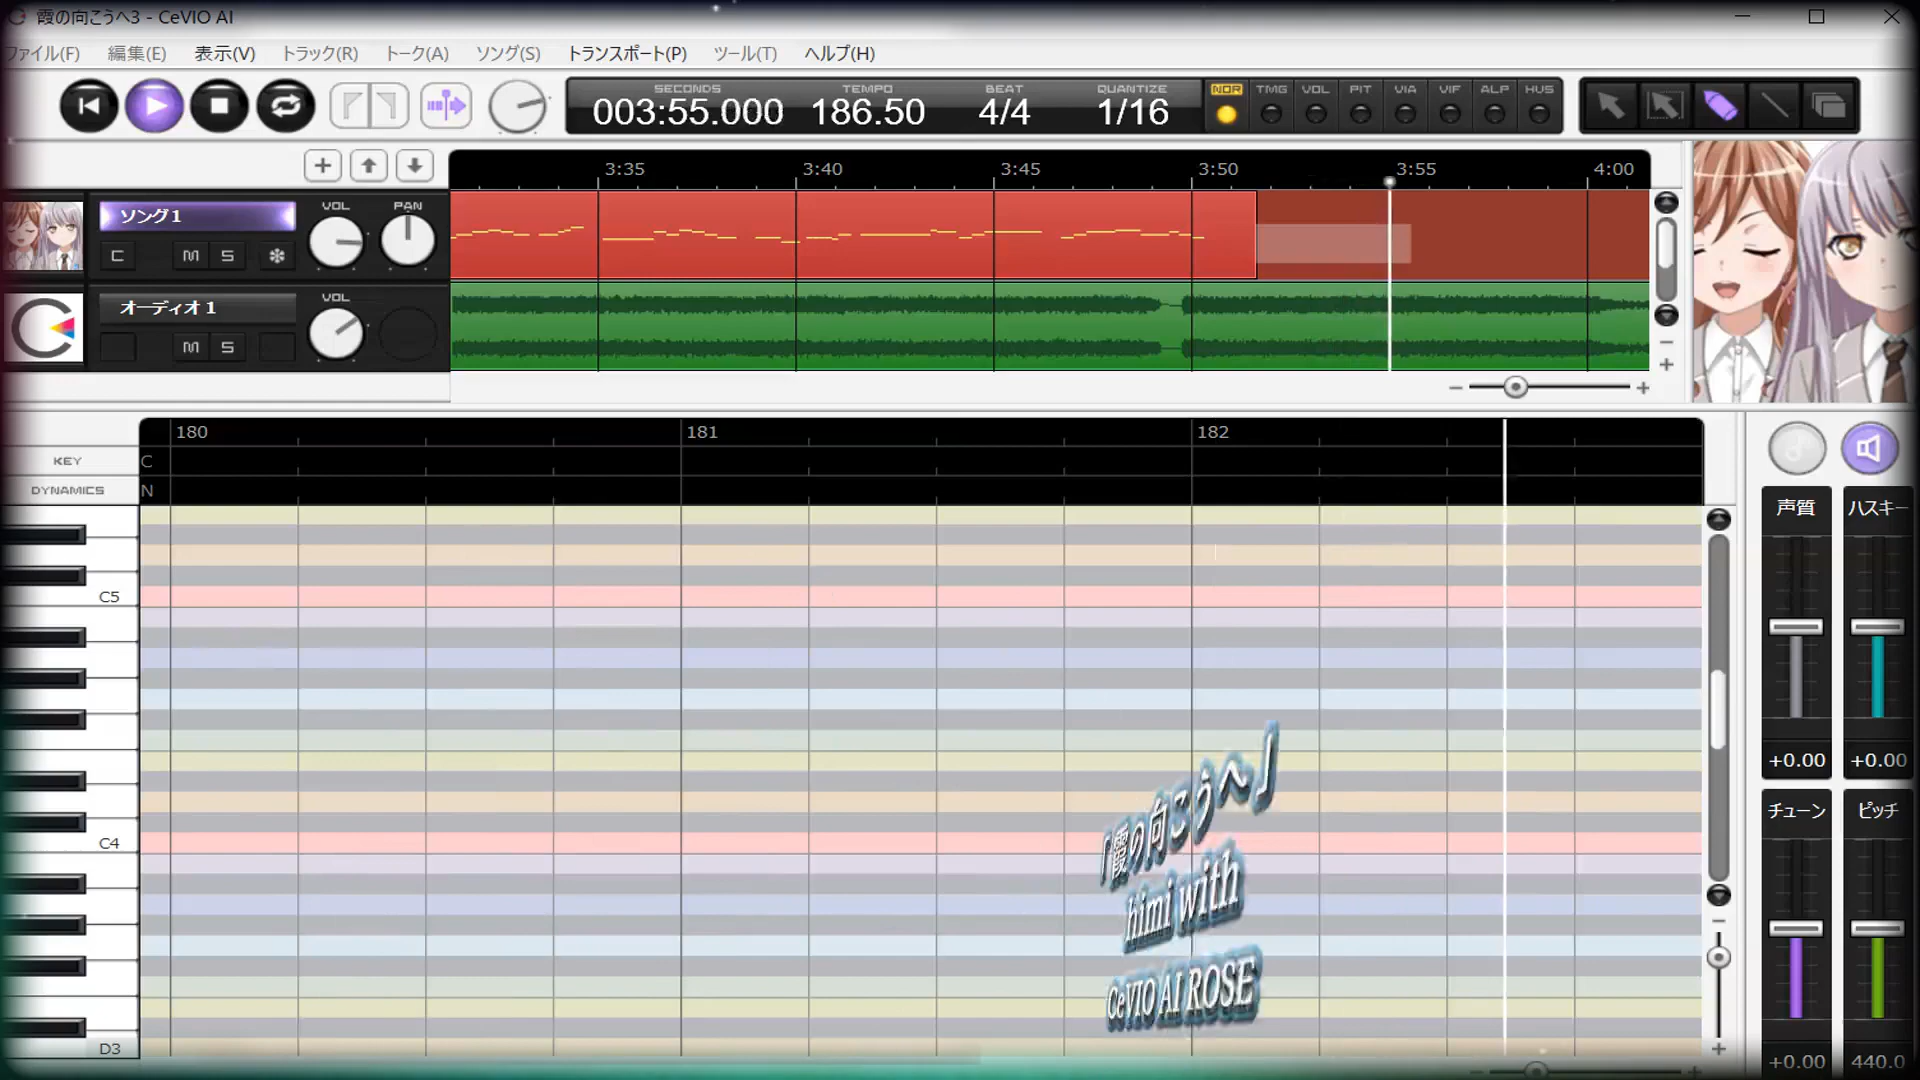 霞の向こうへ3 - CeVIO AI
ファイル(F) 編集(E) 表示(V) トラック(R) トーク(A) ソング(S) トランスポート(P) ツール(T) ヘルプ(H)
SECONDS TEMPO BEAT QUANTIZE NOR TMG VOL PIT VIA VIF ALP HUS
003:55.000 186.50 4/4 1/16
3:35 3:40 3:45 3:50 3:55 4:00
ソング1 VOL PAN
C M S
オーディオ 1 VOL
M S
180 181 182
KEY C
DYNAMICS N
声質 ハスキー
C5
+0.00 +0.00
チューン ピッチ
C4
「霞の向こうへ」
himi with
CeVIO AI ROSE
D3
+0.00 440.0